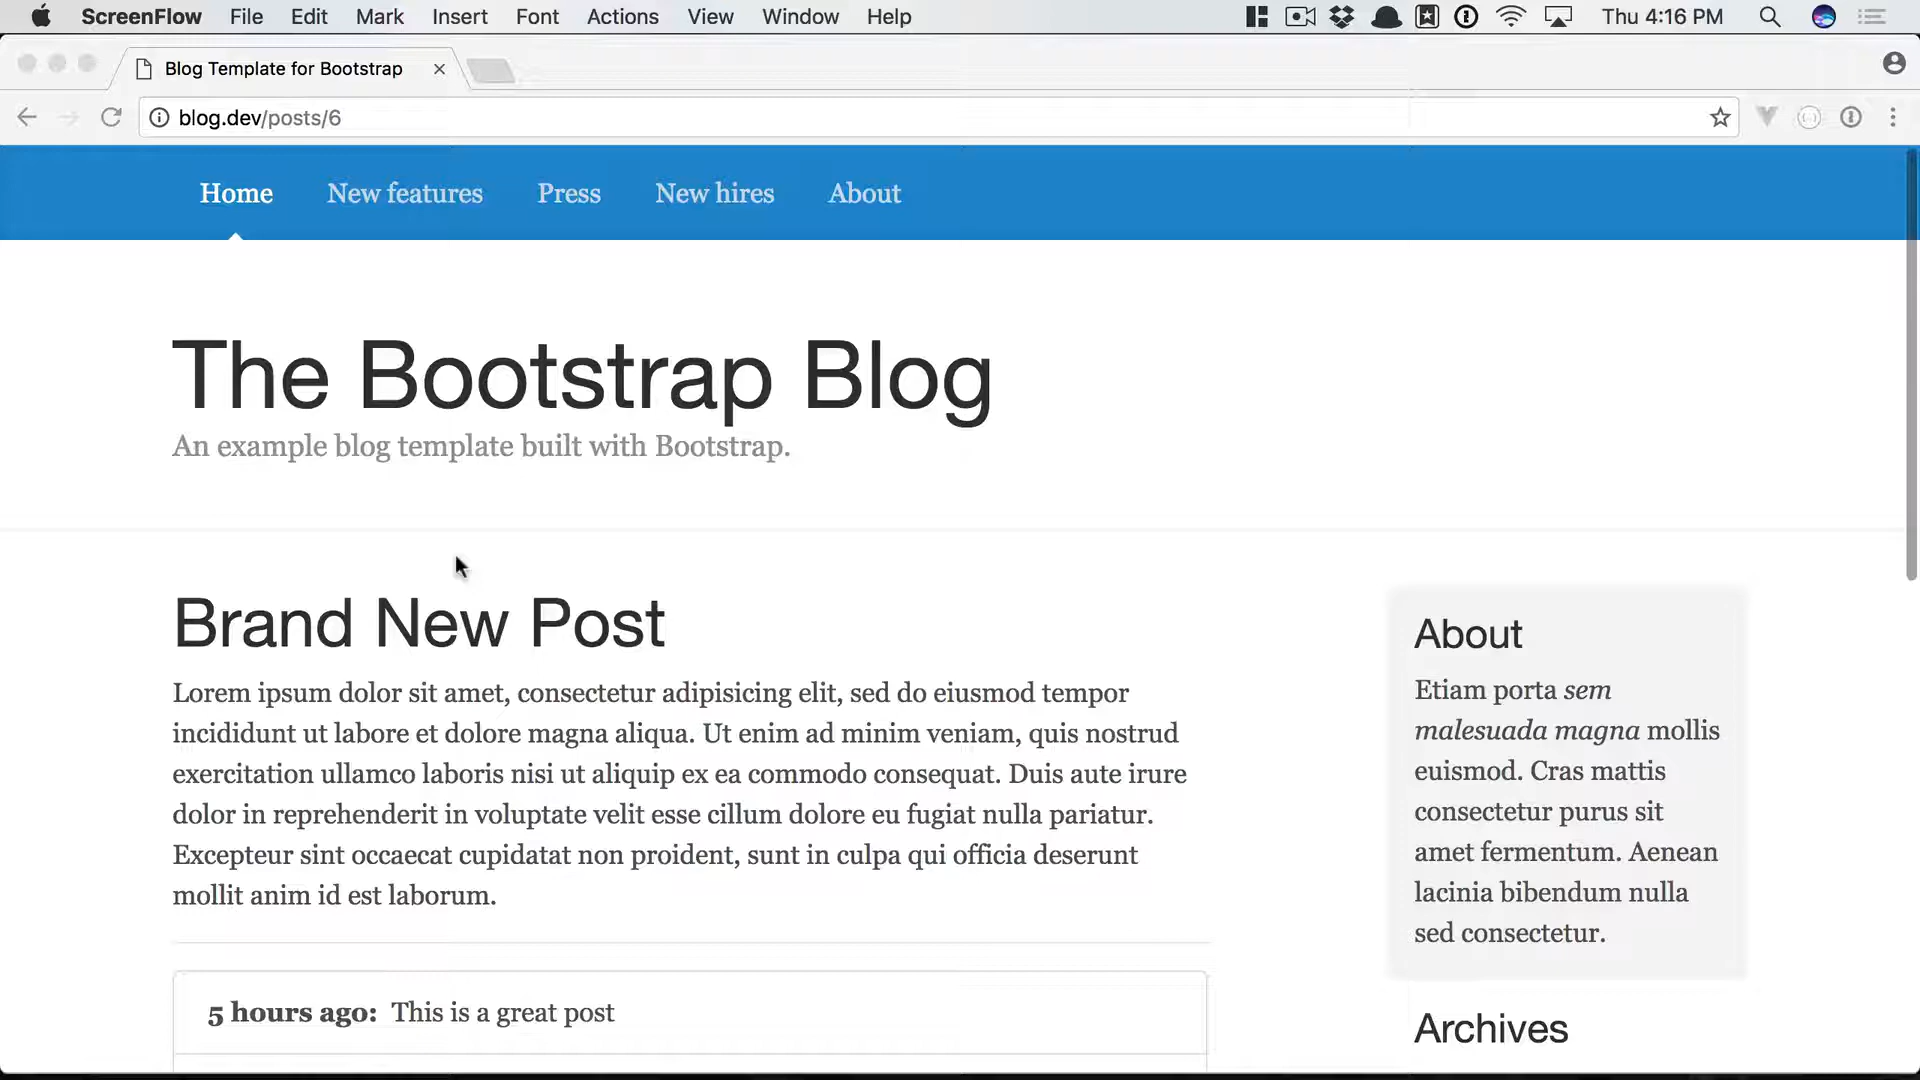 ScreenFlow File Edit Mark Insert Font Actions View Window Help Thu 4:16 PM
Blog Template for Bootstrap
blog.dev/posts/6
Home New features Press New hires About
The Bootstrap Blog
An example blog template built with Bootstrap.
Brand New Post
Lorem ipsum dolor sit amet, consectetur adipisicing elit, sed do eiusmod tempor
incididunt ut labore et dolore magna aliqua. Ut enim ad minim veniam, quis nostrud
exercitation ullamco laboris nisi ut aliquip ex ea commodo consequat. Duis aute irure
dolor in reprehenderit in voluptate velit esse cillum dolore eu fugiat nulla pariatur.
Excepteur sint occaecat cupidatat non proident, sunt in culpa qui officia deserunt
mollit anim id est laborum.
5 hours ago: This is a great post
About
Etiam porta sem
malesuada magna mollis
euismod. Cras mattis
consectetur purus sit
amet fermentum. Aenean
lacinia bibendum nulla
sed consectetur.
Archives